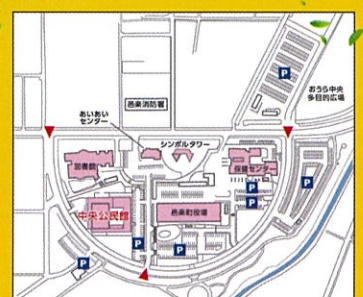 P
おうら中央
多目的広場
邑楽消防署
あいあい
センター
シンボルタワー
図書館
保健センター
P
中央公民館
P
邑楽町役場
P
P
P
P
P